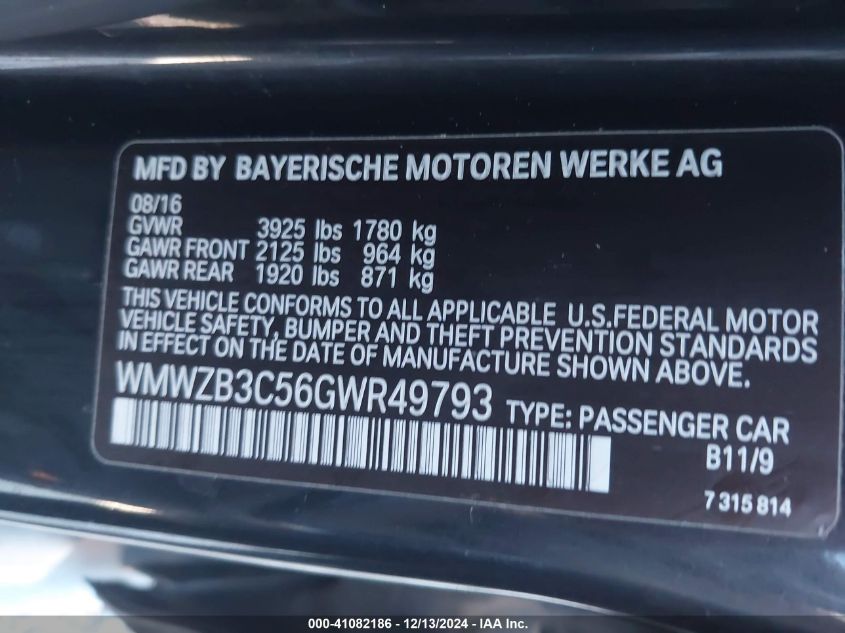 MFD BY BAYERISCHE MOTOREN WERKE AG
08/16
GVWR 3925 lbs 1780 kg
GAWR FRONT 2125 lbs 964 kg
GAWR REAR 1920 lbs 871 kg
THIS VEHICLE CONFORMS TO ALL APPLICABLE U.S.FEDERAL MOTOR
VEHICLE SAFETY, BUMPER AND THEFT PREVENTION STANDARDS
IN EFFECT ON THE DATE OF MANUFACTURE SHOWN ABOVE.
WMWZB3C56GWR49793 TYPE: PASSENGER CAR
B11/9
7 315 814
000-41082186 - 12/13/2024 - IAA Inc.